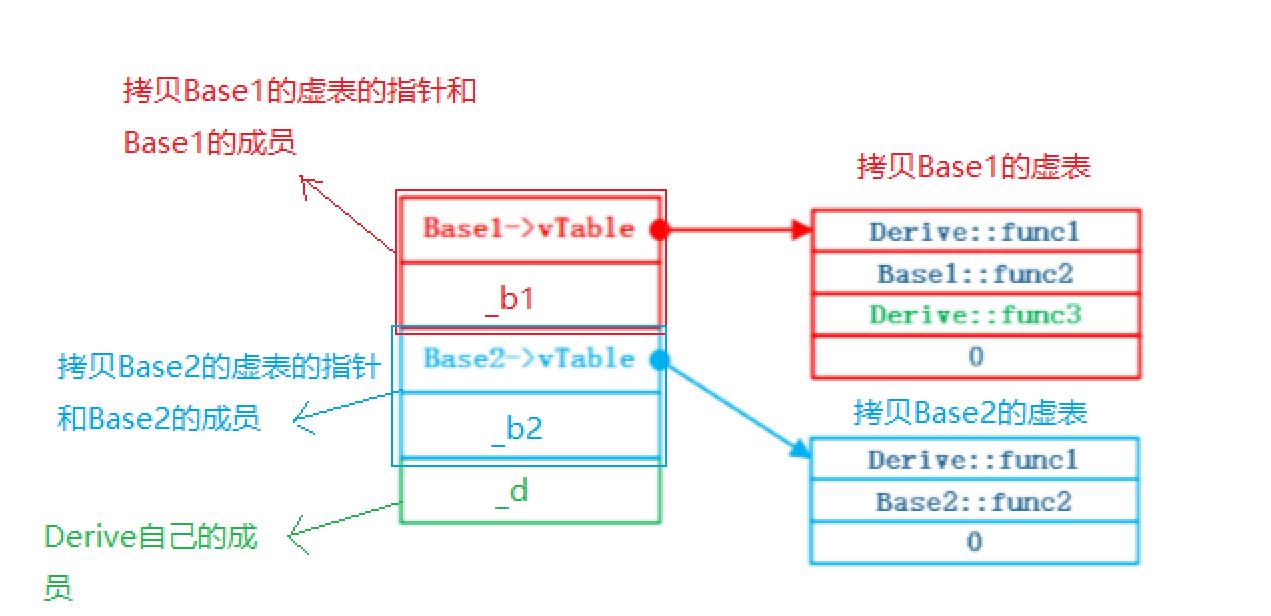 拷贝Base1的虚表的指针和
Base1的成员
拷贝Base1的虚表
Base1->vTable
Derive::func1
Base1::func2
_b1
Derive::func3
0
拷贝Base2的虚表的指针
和Base2的成员
Base2->vTable
拷贝Base2的虚表
_b2
Derive::func1
Base2::func2
_d
0
Derive自己的成
员